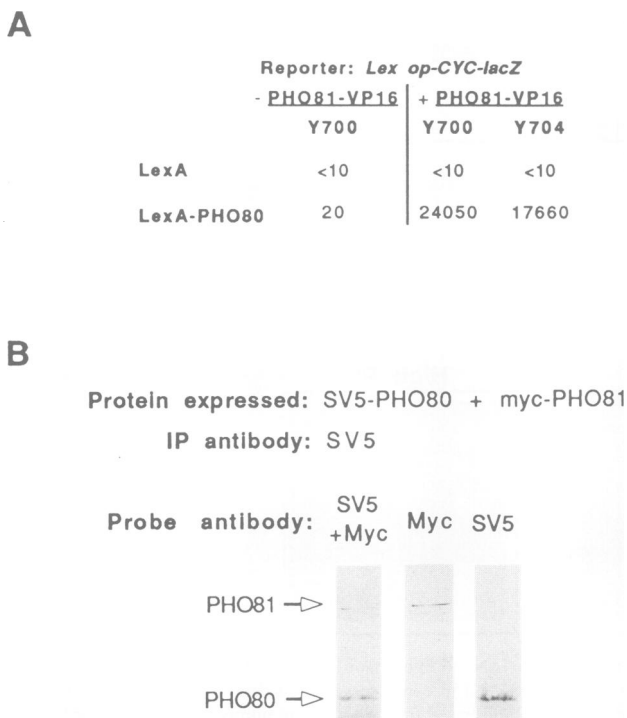 A
Reporter: Lex op-CYC-lacZ
- PHO81-VP16 + PHO81-VP16
Y700 Y700 Y704
LexA <10 <10 <10
LexA-PHO80 20 24050 17660
B
Protein expressed: SV5-PHO80 + myc-PHO81
IP antibody: SV5
Probe antibody: SV5 +Myc Myc SV5
PHO81
PHO80